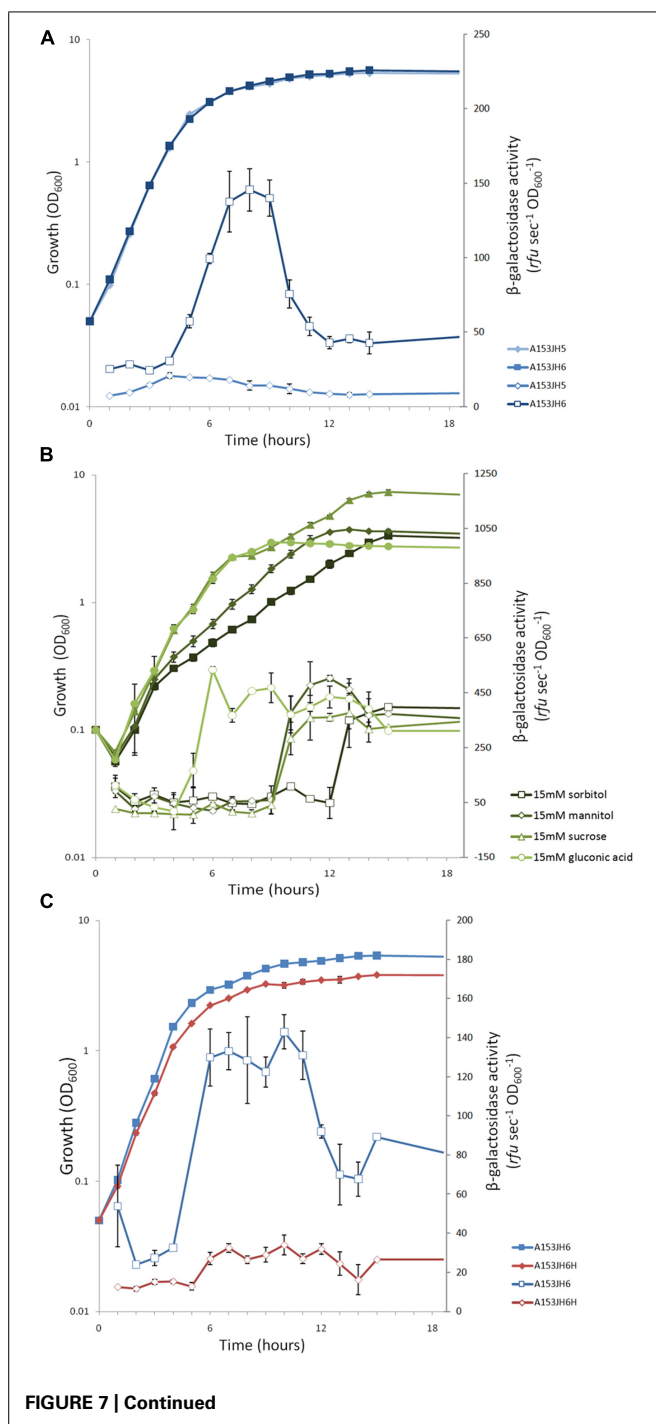 A
10
1
0.1
0.01
Growth (OD600)
0
6
12
18
Time (hours)
250
200
150
100
50
0
β-galactosidase activity
(rfu sec-1 OD600-1)
A153JH5
A153JH6
A153JH5
A153JH6
B
10
1
0.1
0.01
Growth (OD600)
0
6
12
18
Time (hours)
1250
1050
850
650
450
250
50
-150
β-galactosidase activity
(rfu sec-1 OD600-1)
15mM sorbitol
15mM mannitol
15mM sucrose
15mM gluconic acid
C
10
1
0.1
0.01
Growth (OD600)
0
6
12
18
Time (hours)
200
180
160
140
120
100
80
60
40
20
0
β-galactosidase activity
(rfu sec-1 OD600-1)
A153JH6
A153JH6H
A153JH6
A153JH6H
FIGURE 7 | Continued